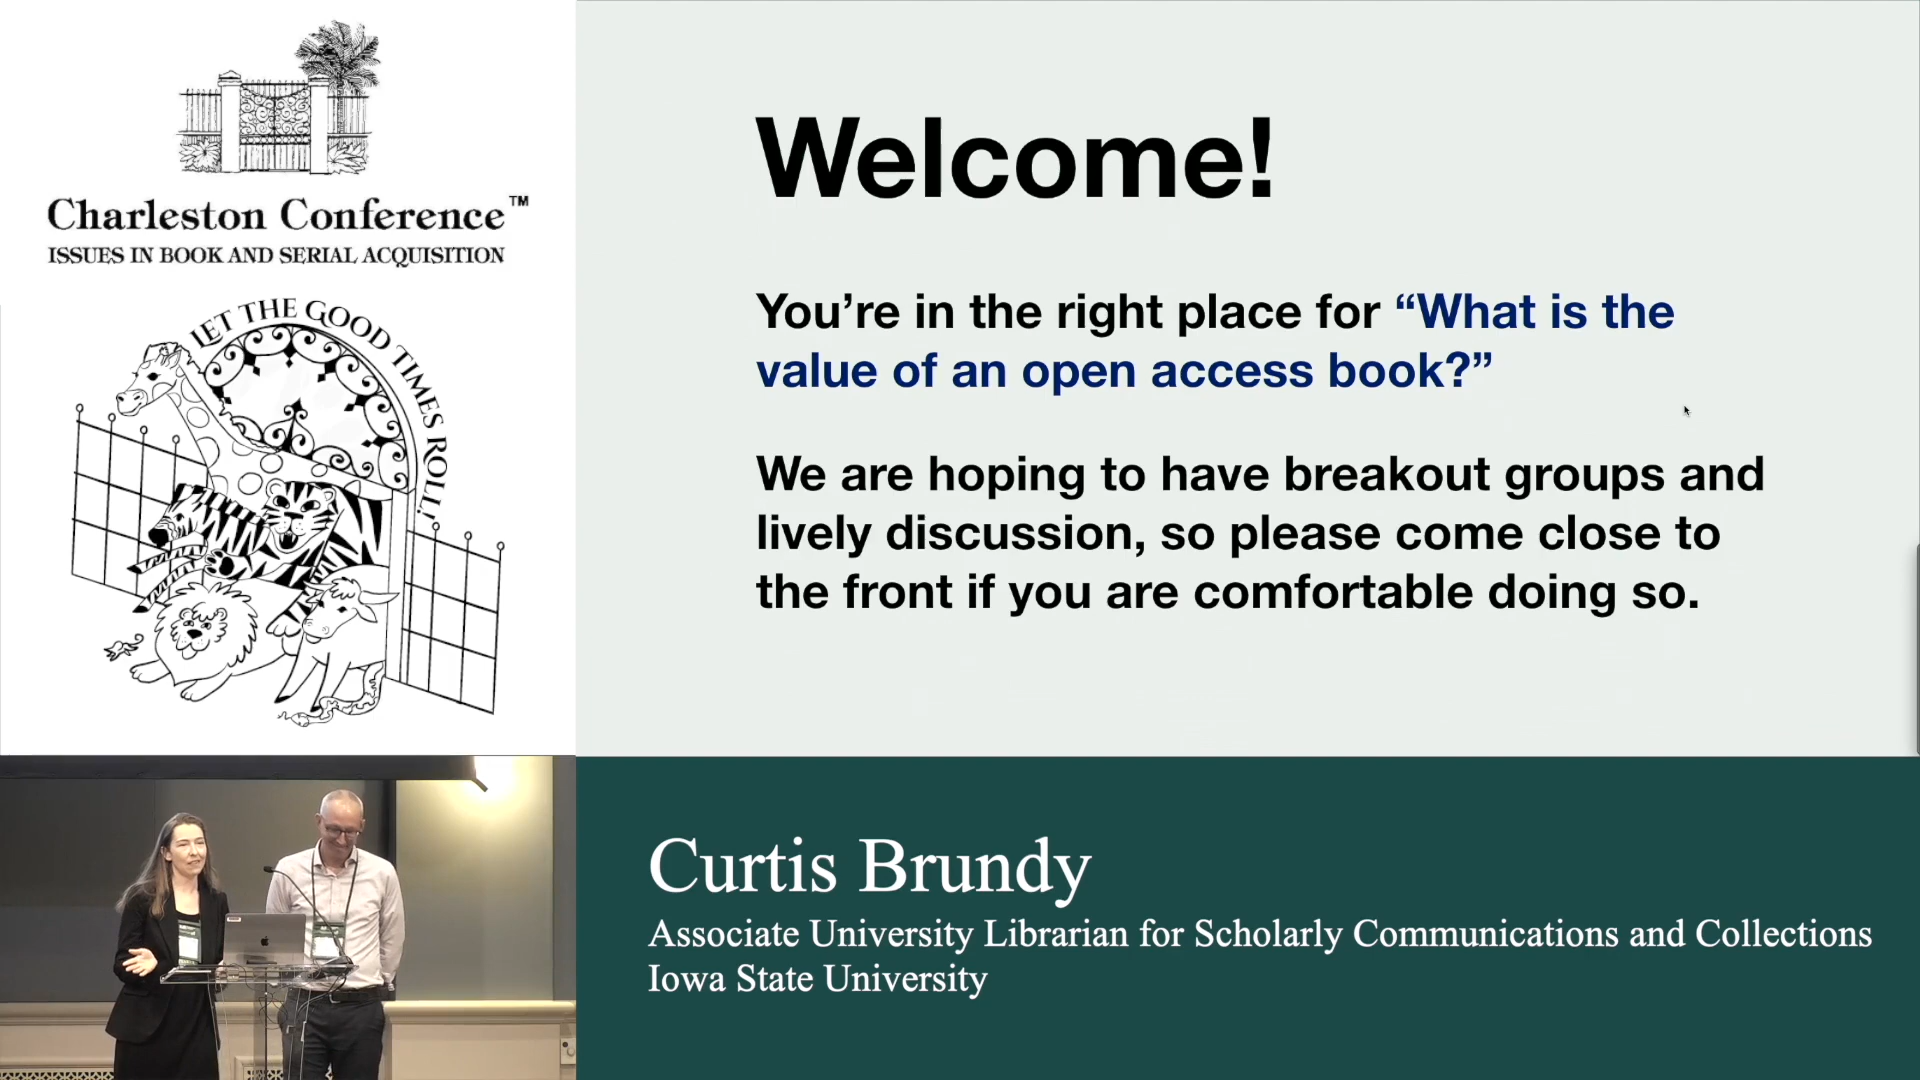 Charleston Conference™
ISSUES IN BOOK AND SERIAL ACQUISITION
LET THE GOOD TIMES ROLL!
Welcome!
You’re in the right place for “What is the
value of an open access book?”
We are hoping to have breakout groups and
lively discussion, so please come close to
the front if you are comfortable doing so.
Curtis Brundy
Associate University Librarian for Scholarly Communications and Collections
Iowa State University